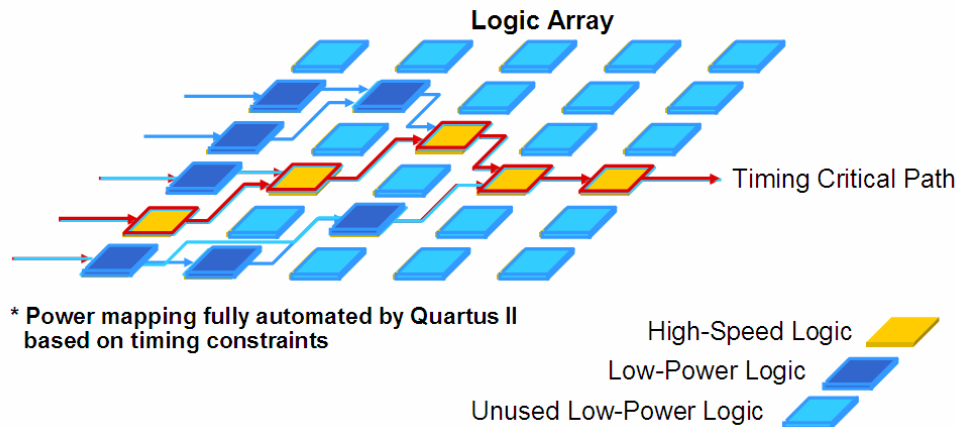 Logic Array
Timing Critical Path
* Power mapping fully automated by Quartus II
based on timing constraints
High-Speed Logic
Low-Power Logic
Unused Low-Power Logic